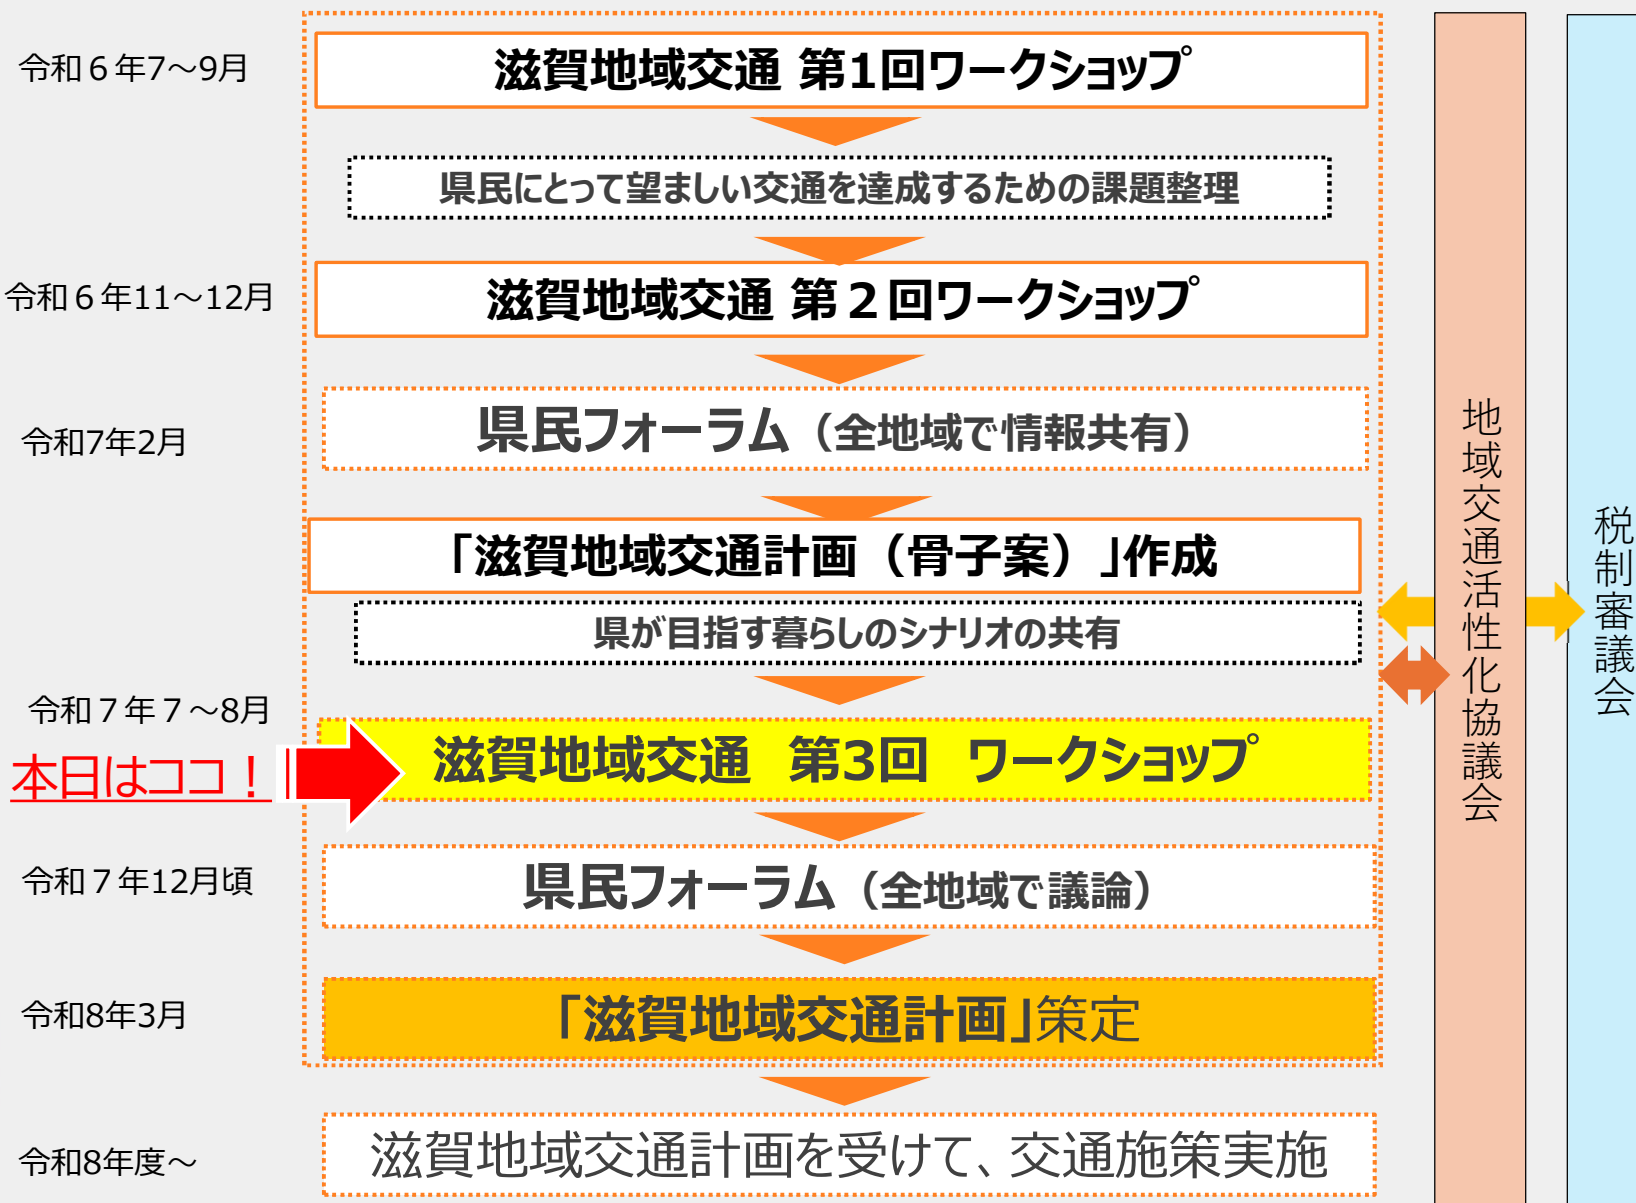 令和６年7～9月
滋賀地域交通 第1回ワークショップ
県民にとって望ましい交通を達成するための課題整理
令和６年11～12月
滋賀地域交通 第２回ワークショップ
令和7年2月
県民フォーラム（全地域で情報共有）
「滋賀地域交通計画（骨子案）」作成
県が目指す暮らしのシナリオの共有
令和７年７～8月
本日はココ！
滋賀地域交通　第3回　ワークショップ
令和７年12月頃
県民フォーラム（全地域で議論）
令和8年3月
「滋賀地域交通計画」策定
令和8年度～
滋賀地域交通計画を受けて、交通施策実施
地域交通活性化協議会
税制審議会